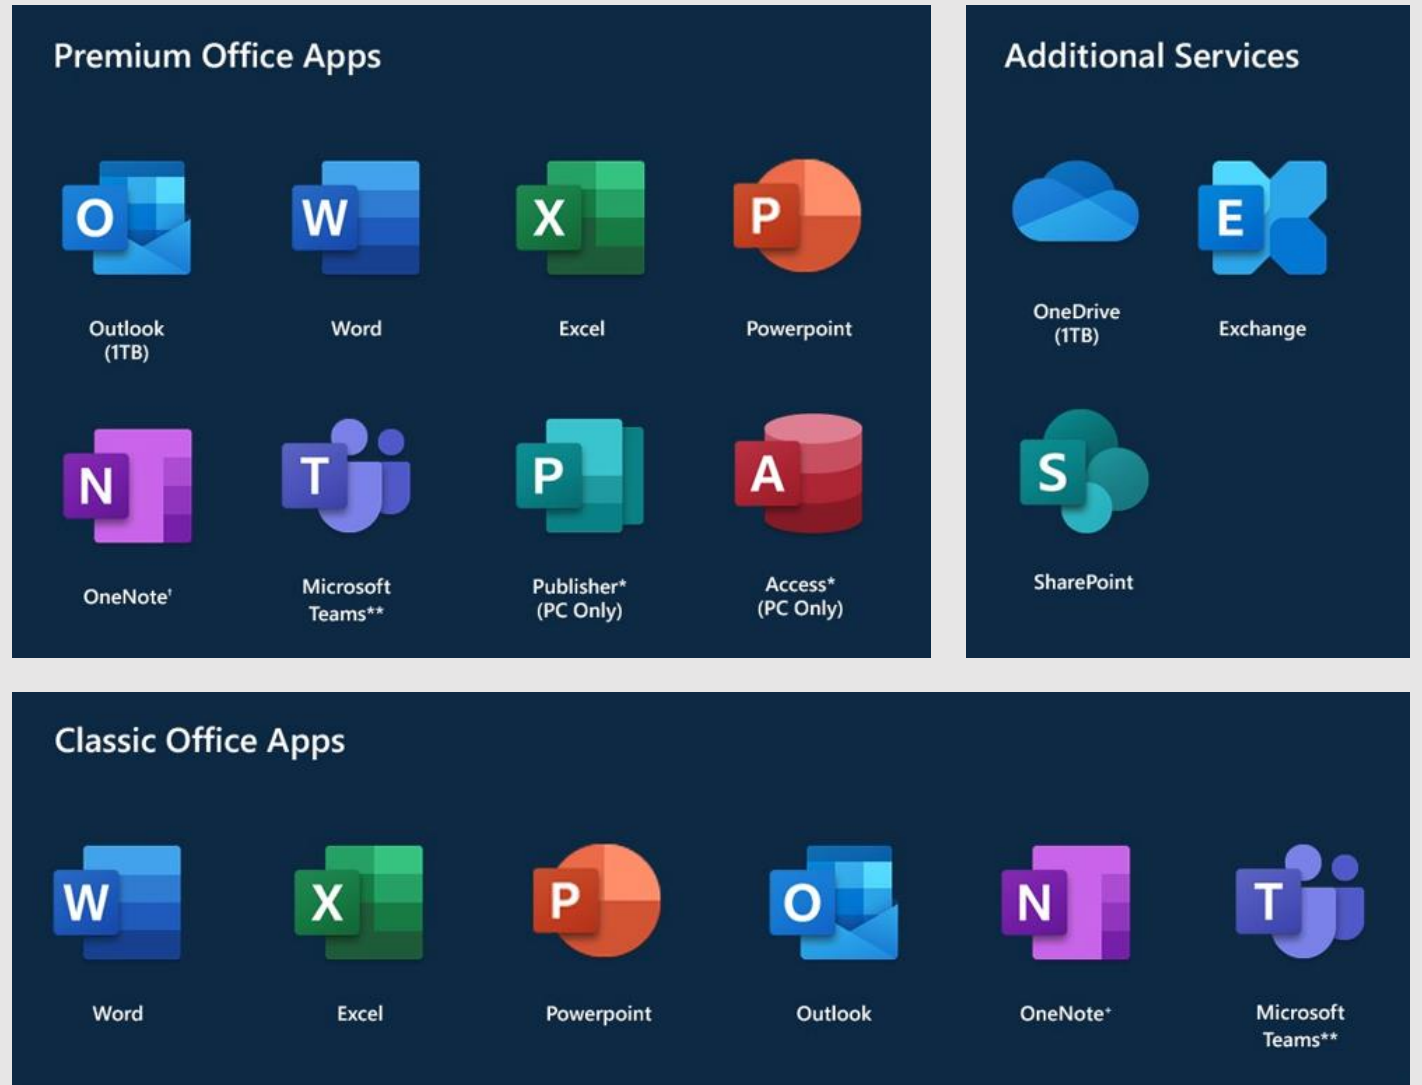 Premium Office Apps
O
W
X
P
Outlook
(1TB)
Word
Excel
Powerpoint
N
T
P
A
OneNote†
Microsoft
Teams**
Publisher*
(PC Only)
Access*
(PC Only)
Additional Services
E
OneDrive
(1TB)
Exchange
S
SharePoint
Classic Office Apps
W
X
P
O
N
T
Word
Excel
Powerpoint
Outlook
OneNote+
Microsoft
Teams**